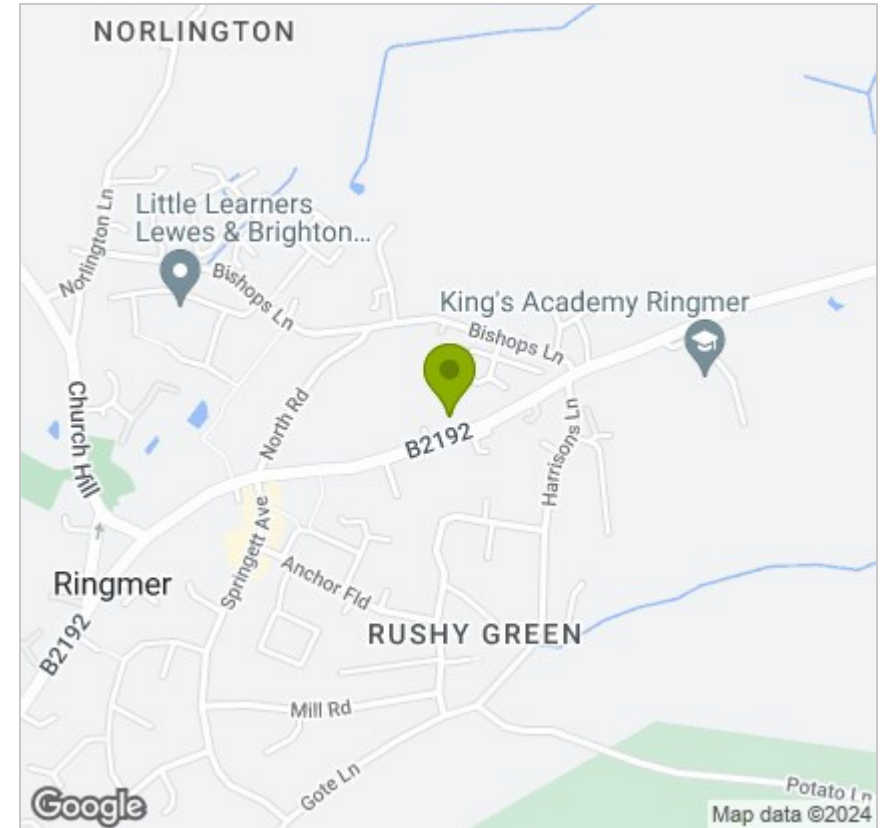 NORLINGTON
Little Learners
Lewes & Brighton...
Norlington Ln
Bishops Ln
King's Academy Ringmer
Bishops Ln
Church Hill
North Rd
B2192
Harrisons Ln
Springett Ave
Ringmer
Anchor Fld
B2192
RUSHY GREEN
Mill Rd
Gote Ln
Potato Ln
Google
Map data ©2024